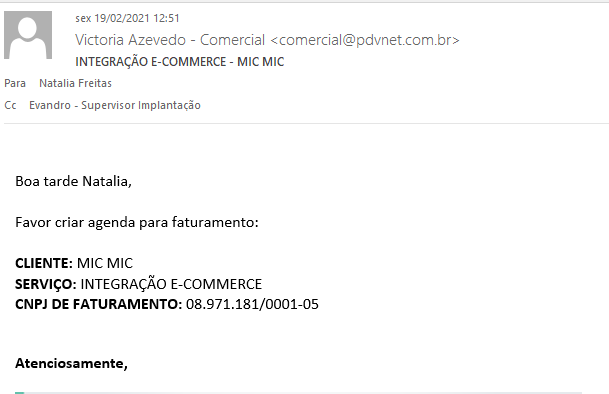 sex 19/02/2021 12:51
Victoria Azevedo - Comercial <comercial@pdvnet.com.br>
INTEGRAÇÃO E-COMMERCE - MIC MIC
Para Natalia Freitas
Cc Evandro - Supervisor Implantação
Boa tarde Natalia,
Favor criar agenda para faturamento:
CLIENTE: MIC MIC
SERVIÇO: INTEGRAÇÃO E-COMMERCE
CNPJ DE FATURAMENTO: 08.971.181/0001-05
Atenciosamente,